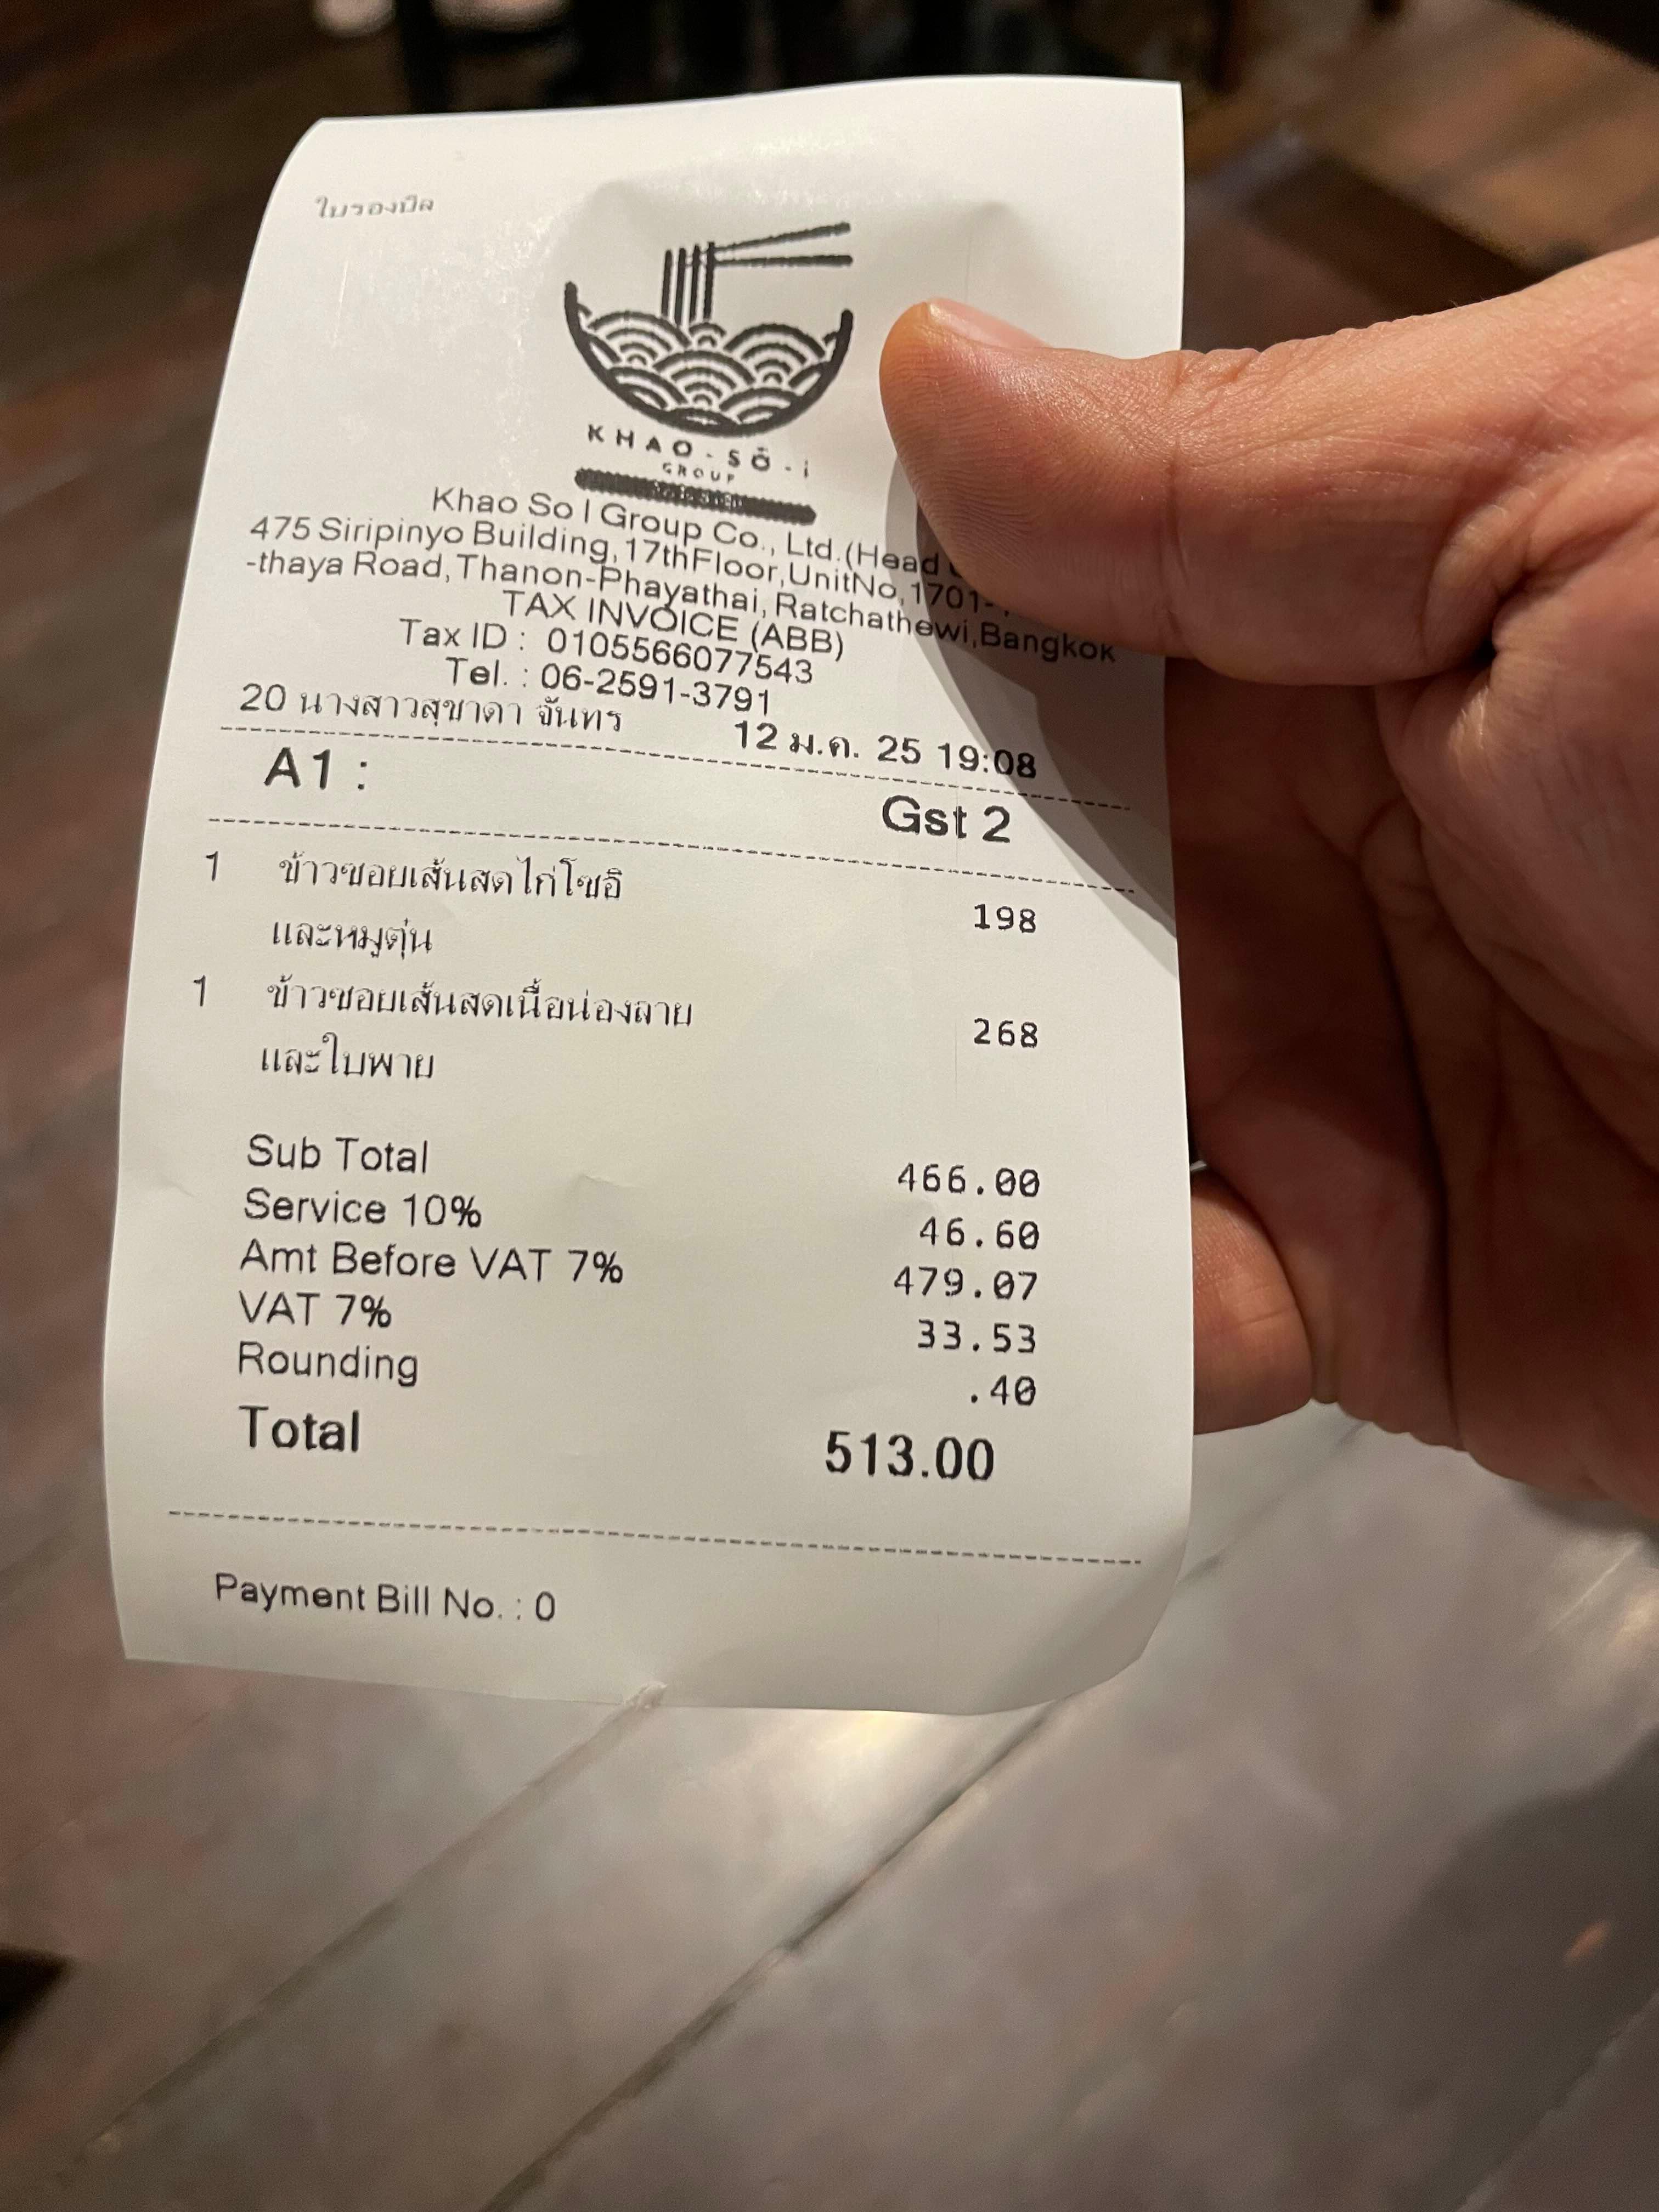 ใบรองบิล
KHAO-SŌ-i
GROUP
Khao So I Group Co., Ltd.(Head
475 Siripinyo Building,17thFloor,UnitNo,1701-
-thaya Road,Thanon-Phayathai, Ratchathewi,Bangkok
TAX INVOICE (ABB)
Tax ID : 0105566077543
Tel. : 06-2591-3791
20 นางสาวสุชาดา จันทร 12 ม.ค. 25 19:08
A1 : Gst 2
1 ข้าวซอยเส้นสดไก่โซอิ 198
และหมูตุ๋น
1 ข้าวซอยเส้นสดเนื้อน่องลาย 268
และใบพาย
Sub Total 466.00
Service 10% 46.60
Amt Before VAT 7% 479.07
VAT 7% 33.53
Rounding .40
Total 513.00
Payment Bill No. : 0